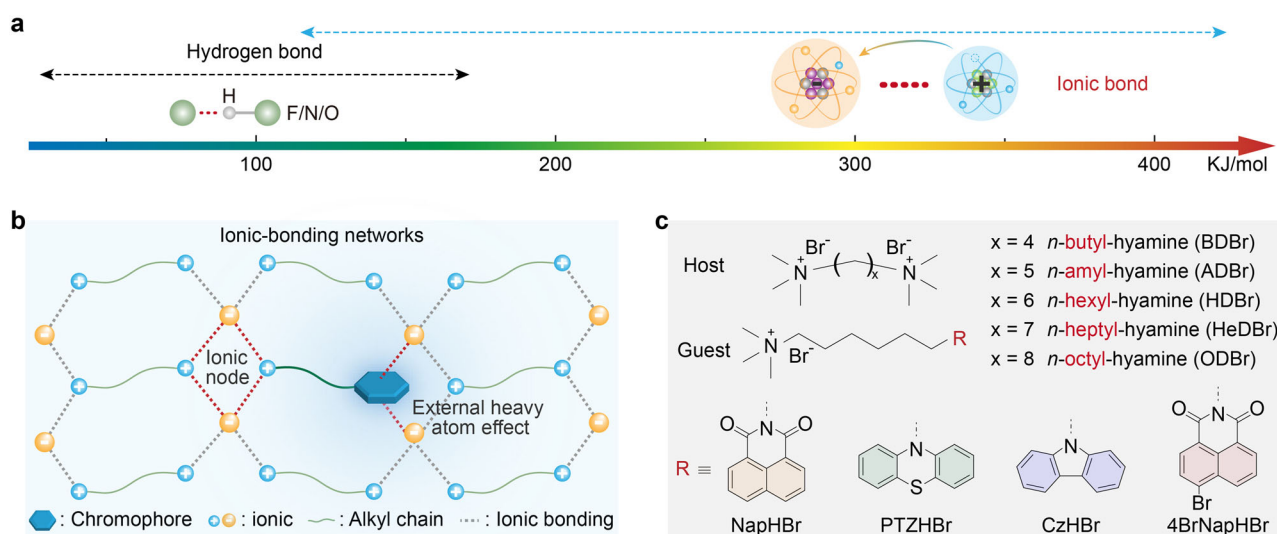 a
Hydrogen bond
H
F/N/O
Ionic bond
100
200
300
400
KJ/mol
b
Ionic-bonding networks
Ionic
node
External heavy
atom effect
: Chromophore
: ionic
: Alkyl chain
: Ionic bonding
c
Host
Br⁻
Br⁻
N⁺
( )x
N⁺
x = 4 n-butyl-hyamine (BDBr)
x = 5 n-amyl-hyamine (ADBr)
x = 6 n-hexyl-hyamine (HDBr)
x = 7 n-heptyl-hyamine (HeDBr)
x = 8 n-octyl-hyamine (ODBr)
Guest
N⁺
Br⁻
R
R ≡
O
N
O
NapHBr
N
S
PTZHBr
N
CzHBr
O
N
O
Br
4BrNapHBr